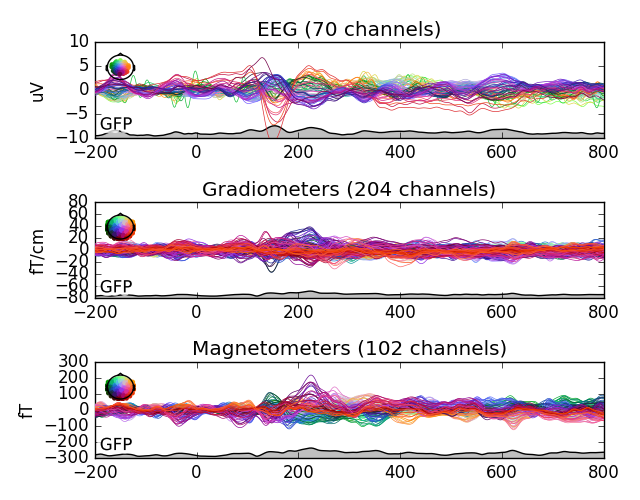 EEG (70 channels)
10
5
0
−5
−10
uV
GFP
−200 0 200 400 600 800
Gradiometers (204 channels)
80
60
40
20
0
−20
−40
−60
−80
fT/cm
GFP
−200 0 200 400 600 800
Magnetometers (102 channels)
300
200
100
0
−100
−200
−300
fT
GFP
−200 0 200 400 600 800